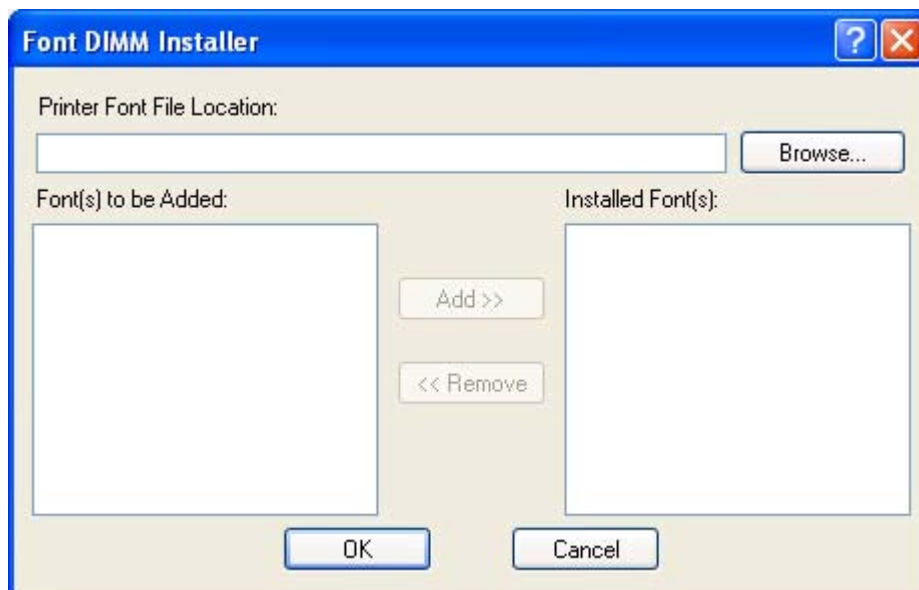 Font DIMM Installer
?
Printer Font File Location:
Browse...
Font(s) to be Added:
Installed Font(s):
Add >>
<< Remove
OK
Cancel